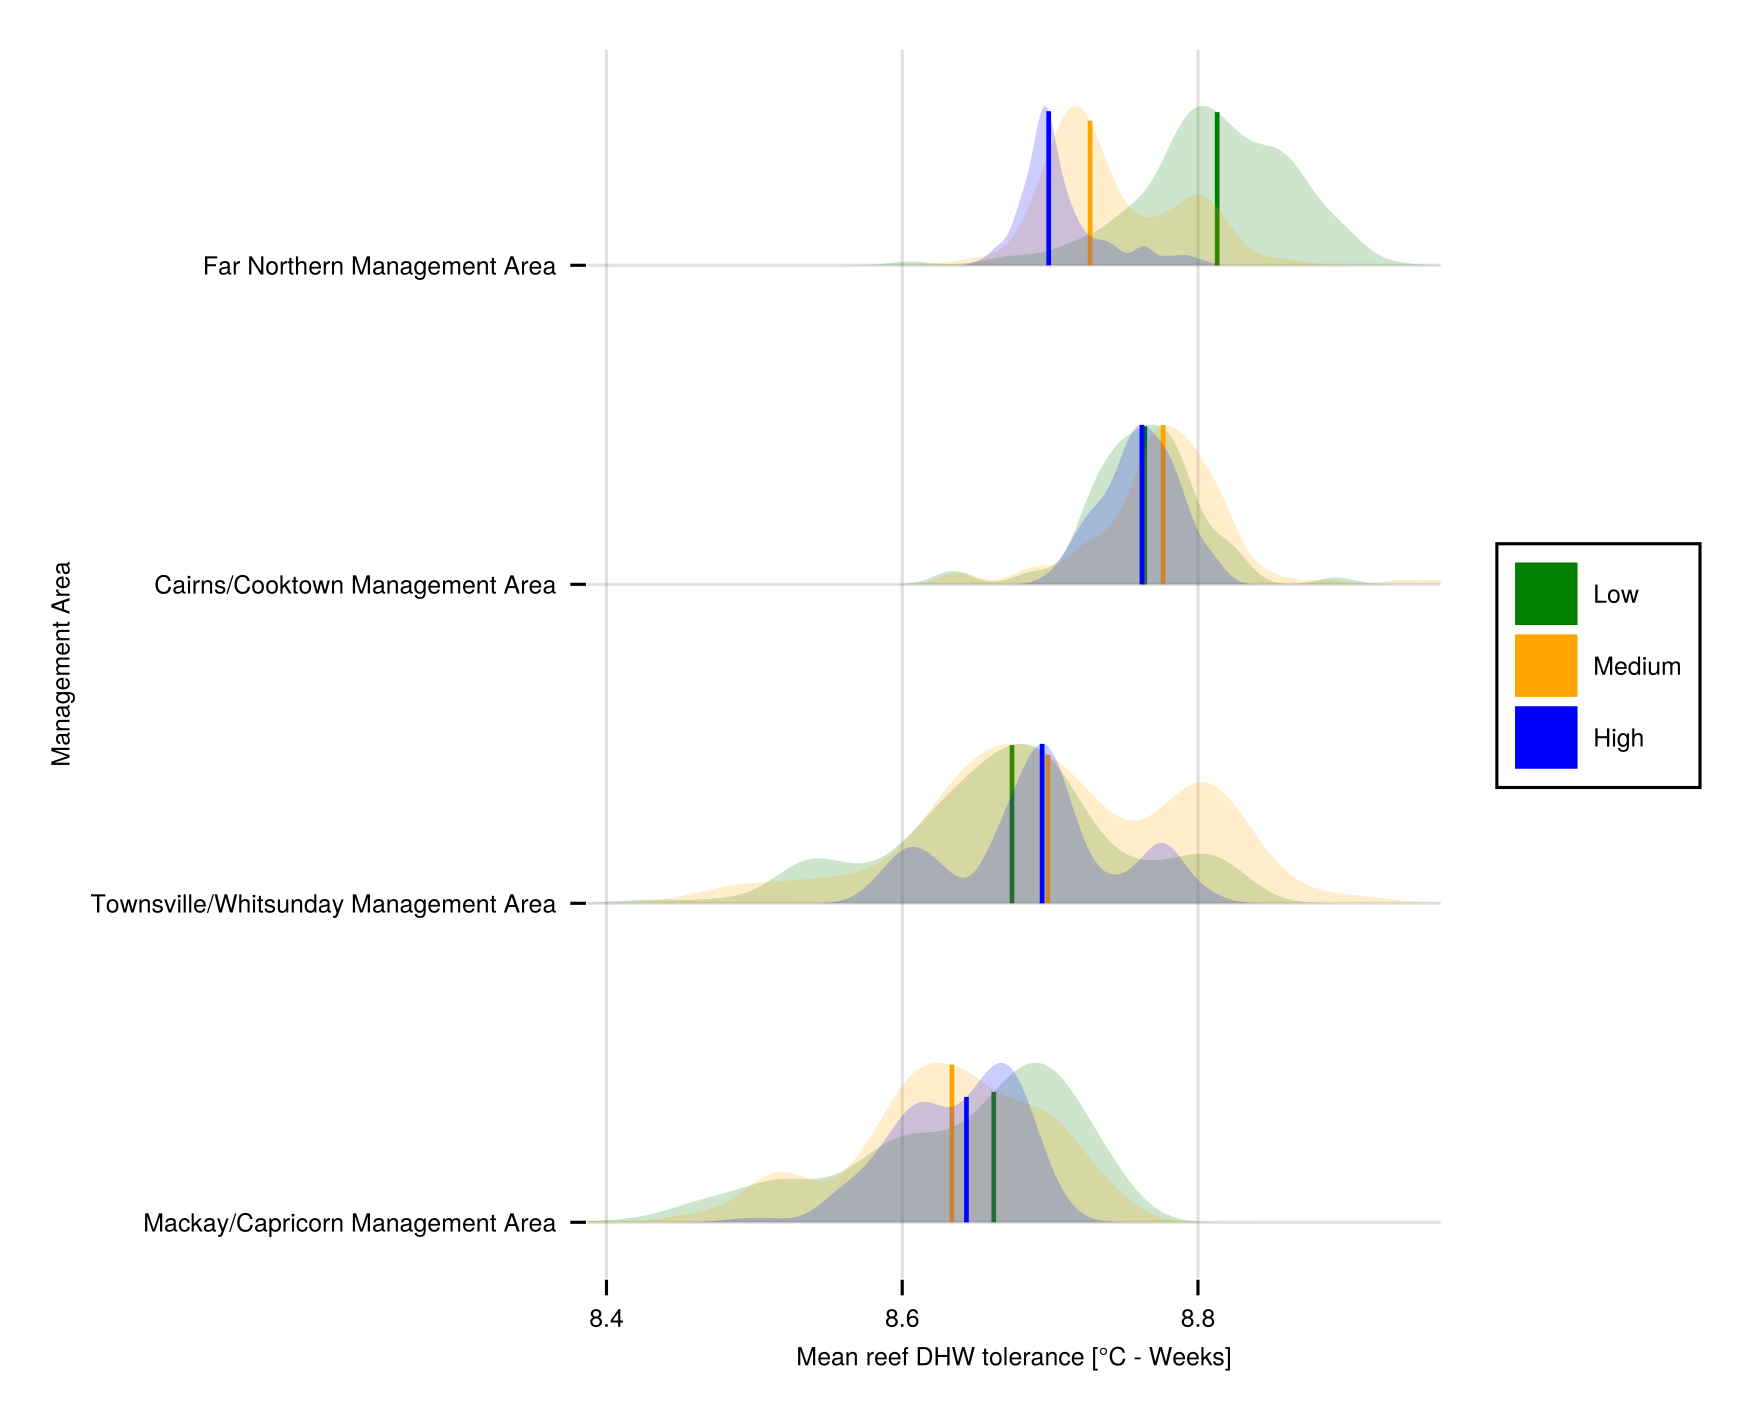 Far Northern Management Area
Cairns/Cooktown Management Area
Townsville/Whitsunday Management Area
Mackay/Capricorn Management Area
Management Area
8.4
8.6
8.8
Mean reef DHW tolerance [°C - Weeks]
Low
Medium
High